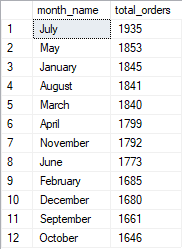 month_name total_orders
1 July 1935
2 May 1853
3 January 1845
4 August 1841
5 March 1840
6 April 1799
7 November 1792
8 June 1773
9 February 1685
10 December 1680
11 September 1661
12 October 1646